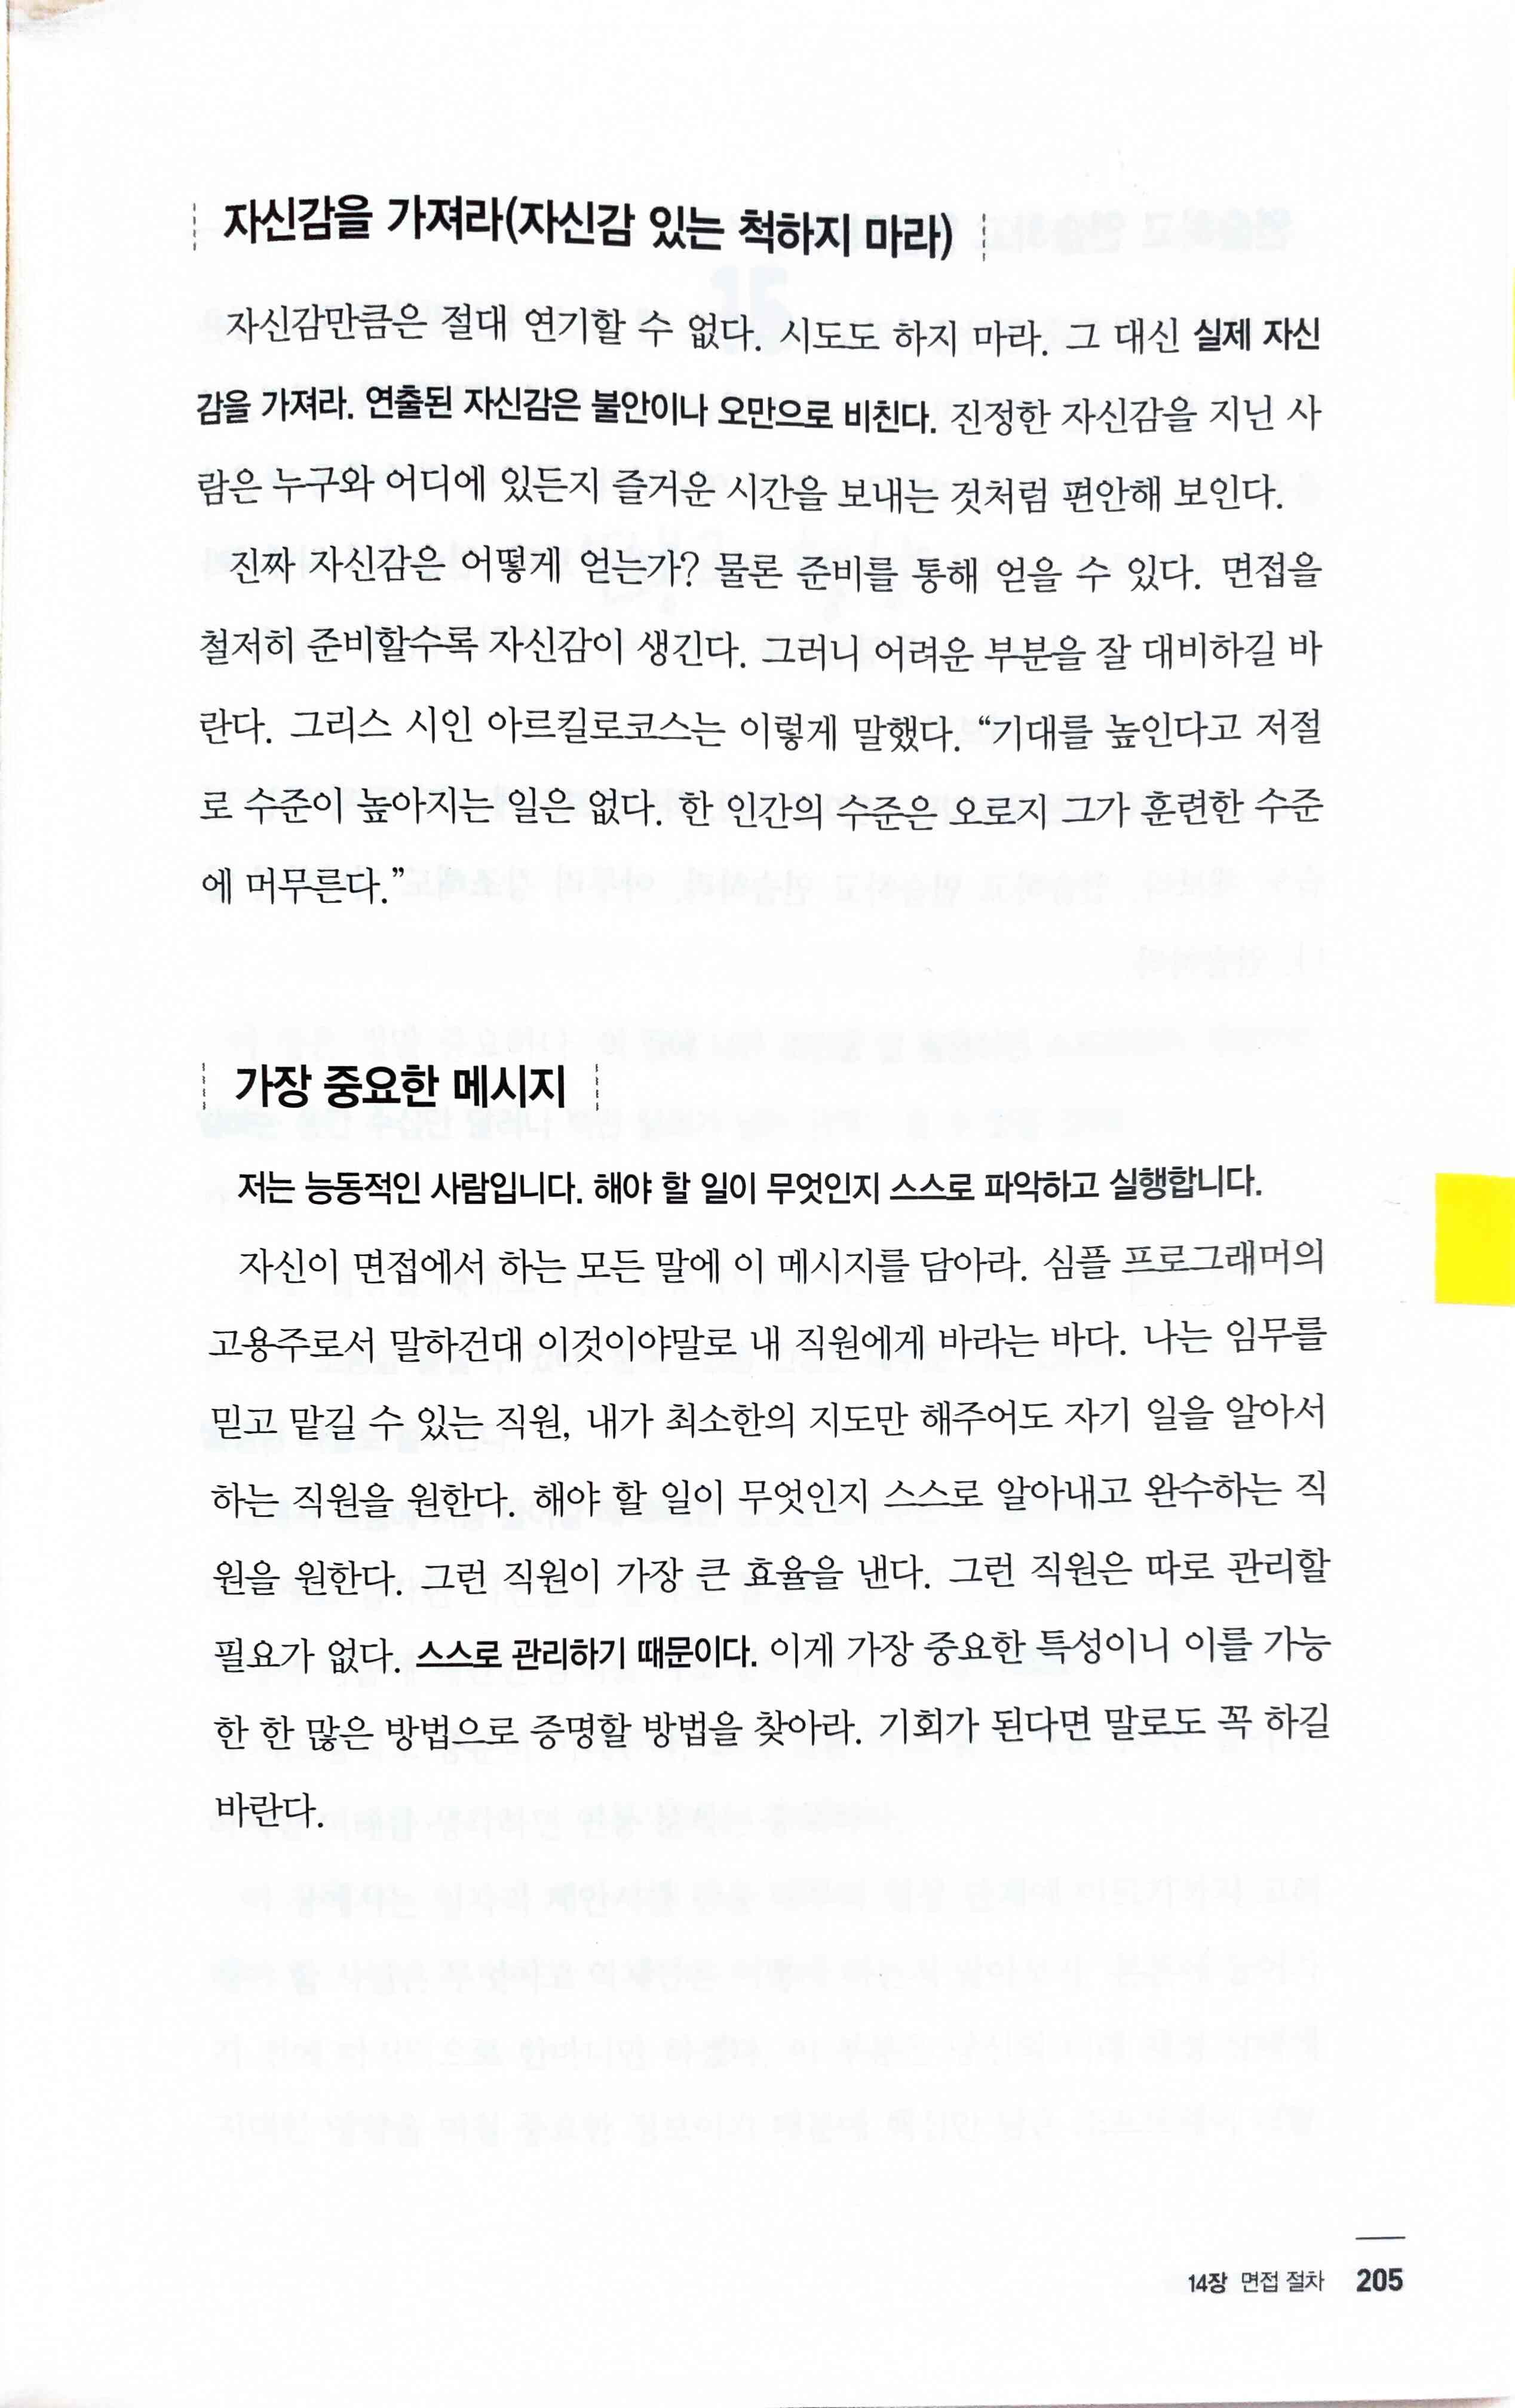 자신감을 가져라(자신감 있는 척하지 마라)
자신감만큼은 절대 연기할 수 없다. 시도도 하지 마라. 그 대신 실제 자신
감을 가져라. 연출된 자신감은 불안이나 오만으로 비친다. 진정한 자신감을 지닌 사
람은 누구와 어디에 있든지 즐거운 시간을 보내는 것처럼 편안해 보인다.
진짜 자신감은 어떻게 얻는가? 물론 준비를 통해 얻을 수 있다. 면접을
철저히 준비할수록 자신감이 생긴다. 그러니 어려운 부분을 잘 대비하길 바
란다. 그리스 시인 아르킬로코스는 이렇게 말했다. “기대를 높인다고 저절
로 수준이 높아지는 일은 없다. 한 인간의 수준은 오로지 그가 훈련한 수준
에 머무른다.”
가장 중요한 메시지
저는 능동적인 사람입니다. 해야 할 일이 무엇인지 스스로 파악하고 실행합니다.
자신이 면접에서 하는 모든 말에 이 메시지를 담아라. 심플 프로그래머의
고용주로서 말하건대 이것이야말로 내 직원에게 바라는 바다. 나는 임무를
믿고 맡길 수 있는 직원, 내가 최소한의 지도만 해주어도 자기 일을 알아서
하는 직원을 원한다. 해야 할 일이 무엇인지 스스로 알아내고 완수하는 직
원을 원한다. 그런 직원이 가장 큰 효율을 낸다. 그런 직원은 따로 관리할
필요가 없다. 스스로 관리하기 때문이다. 이게 가장 중요한 특성이니 이를 가능
한 한 많은 방법으로 증명할 방법을 찾아라. 기회가 된다면 말로도 꼭 하길
바란다.
14장 면접 절차 205